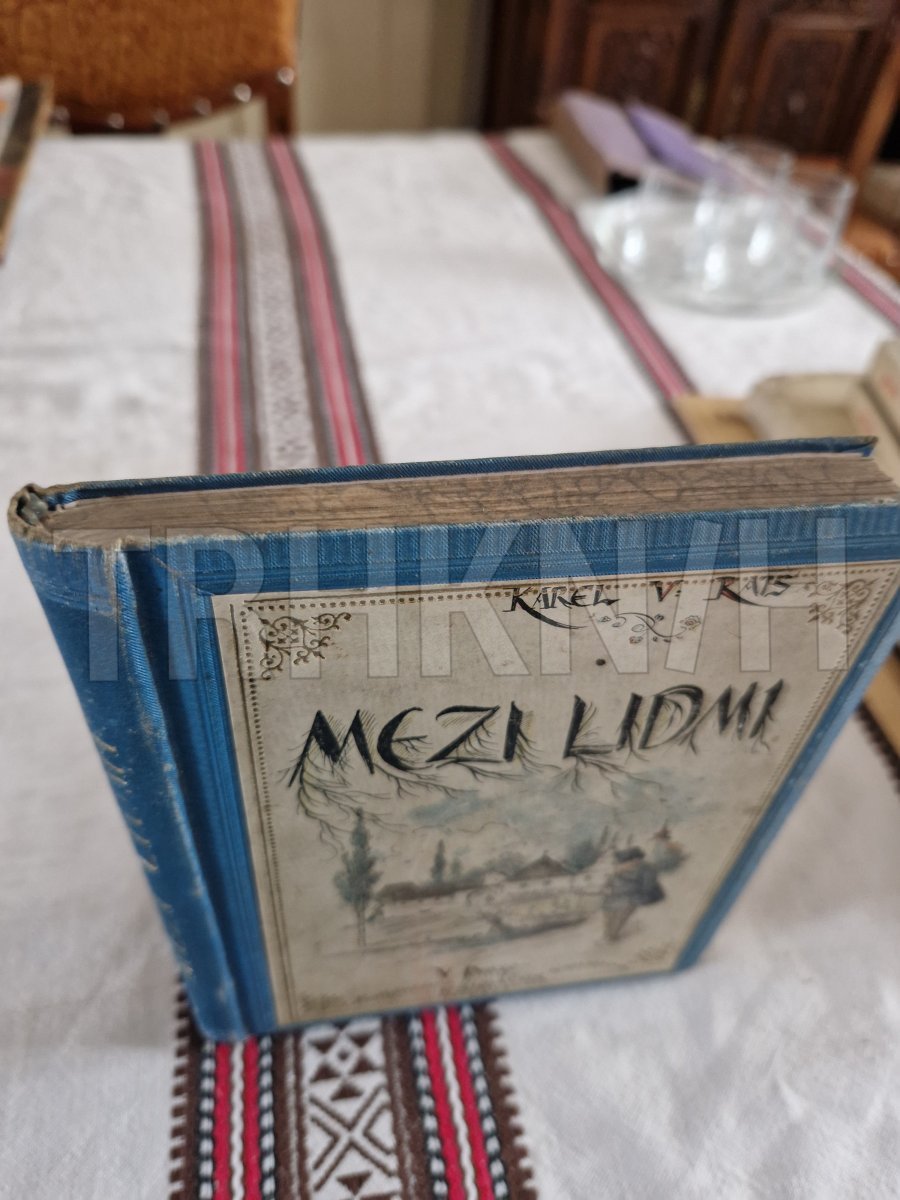 KAREL V. RAIS
MEZI LIDMI
TRHKNIH